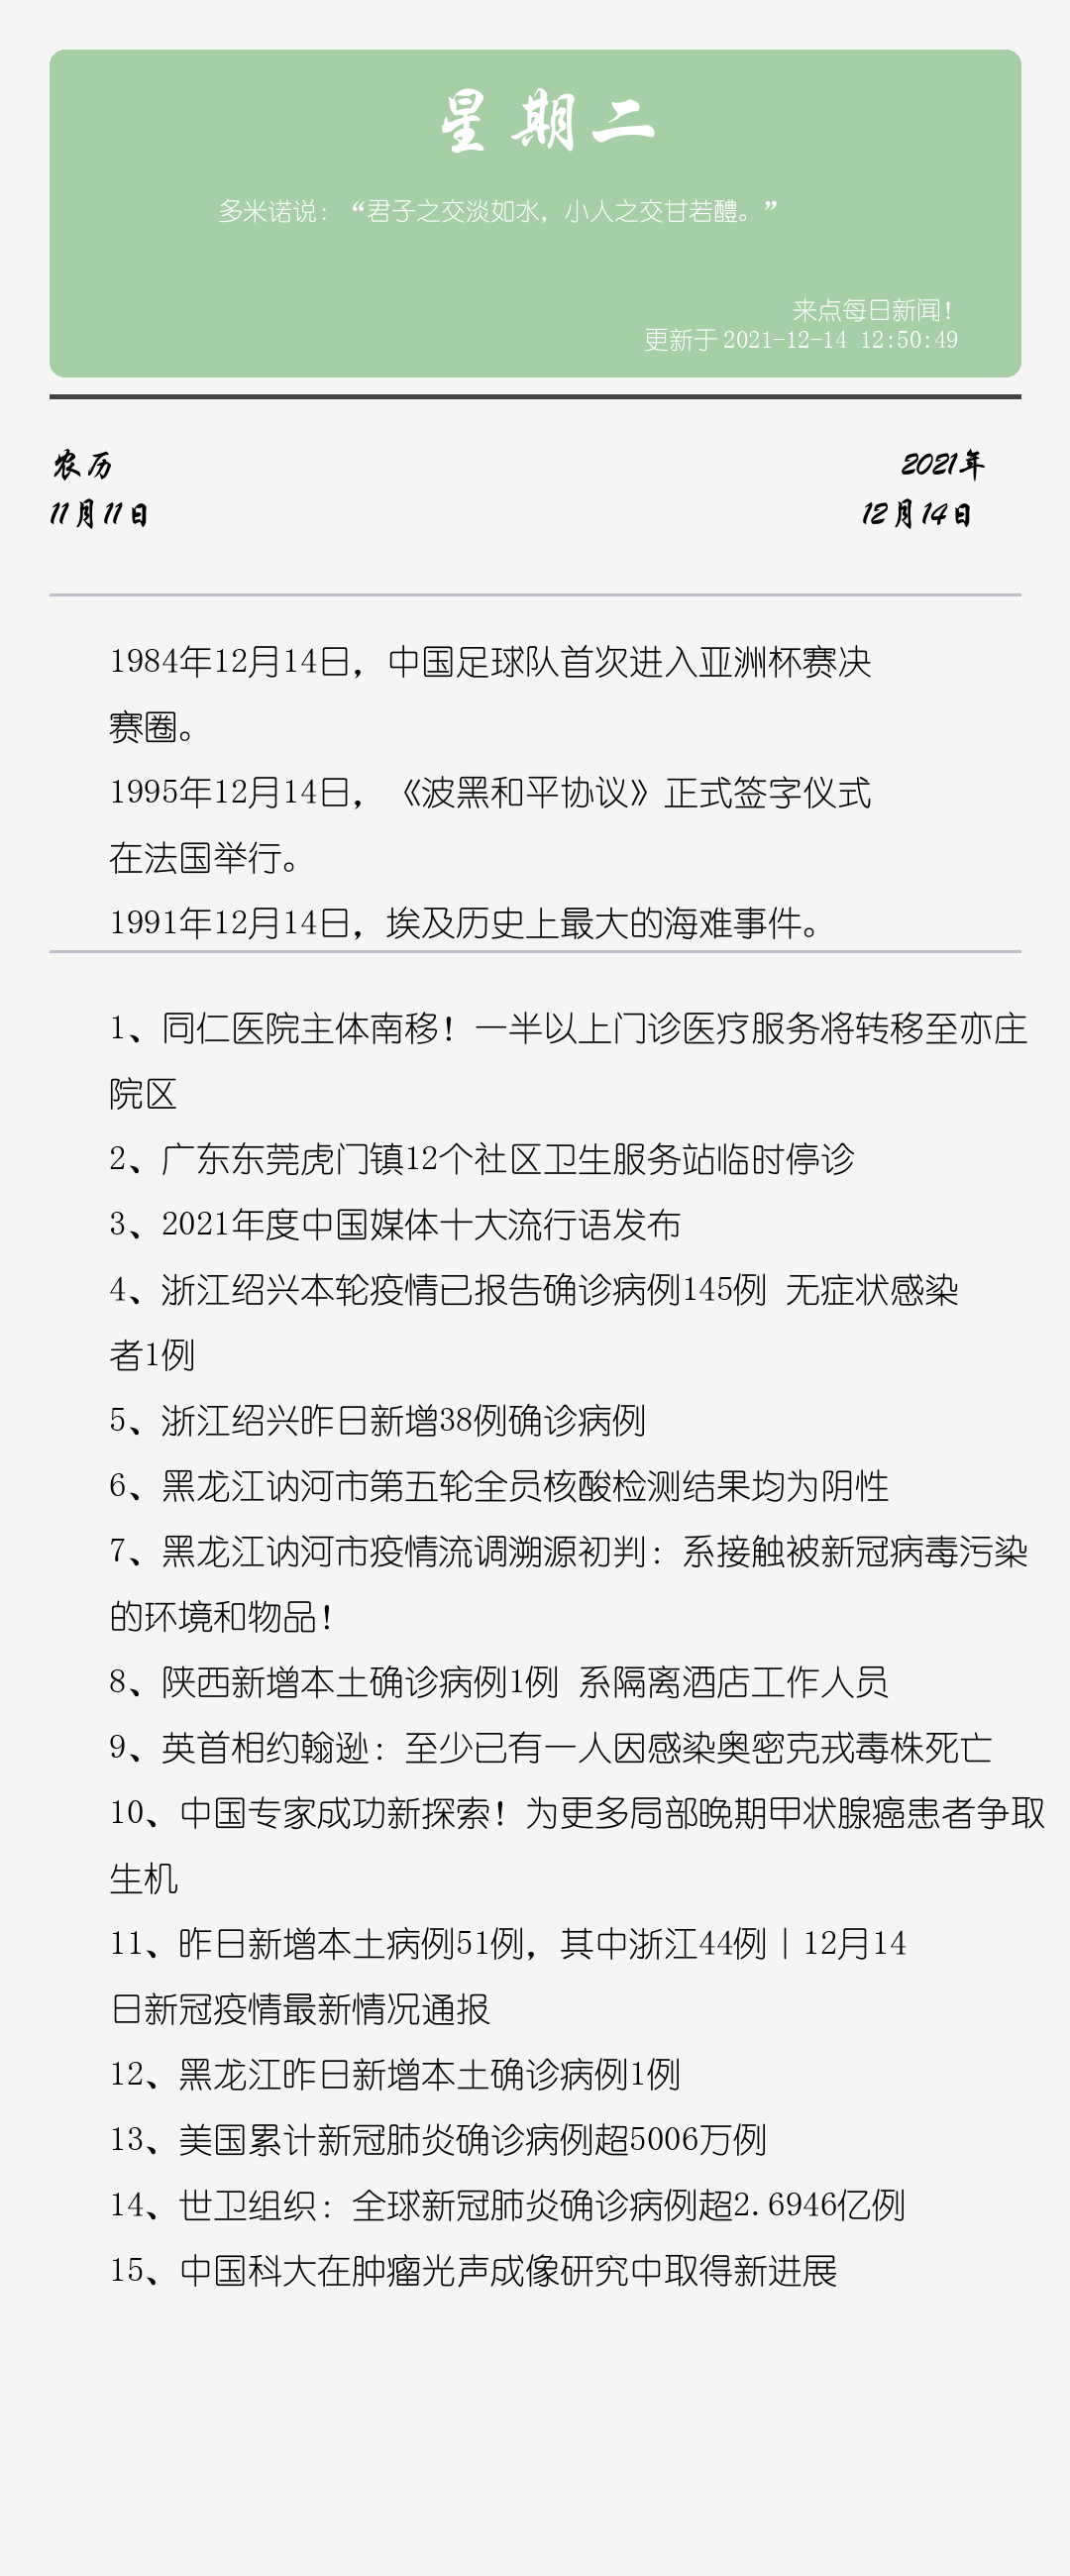 星期二
多米诺说：“君子之交淡如水，小人之交甘若醴。”
来点每日新闻！
更新于 2021-12-14 12:50:49
农历
2021年
11月11日
12月14日
1984年12月14日，中国足球队首次进入亚洲杯赛决
赛圈。
1995年12月14日，《波黑和平协议》正式签字仪式
在法国举行。
1991年12月14日，埃及历史上最大的海难事件。
1、同仁医院主体南移！一半以上门诊医疗服务将转移至亦庄
院区
2、广东东莞虎门镇12个社区卫生服务站临时停诊
3、2021年度中国媒体十大流行语发布
4、浙江绍兴本轮疫情已报告确诊病例145例 无症状感染
者1例
5、浙江绍兴昨日新增38例确诊病例
6、黑龙江讷河市第五轮全员核酸检测结果均为阴性
7、黑龙江讷河市疫情流调溯源初判：系接触被新冠病毒污染
的环境和物品！
8、陕西新增本土确诊病例1例 系隔离酒店工作人员
9、英首相约翰逊：至少已有一人因感染奥密克戎毒株死亡
10、中国专家成功新探索！为更多局部晚期甲状腺癌患者争取
生机
11、昨日新增本土病例51例，其中浙江44例丨12月14
日新冠疫情最新情况通报
12、黑龙江昨日新增本土确诊病例1例
13、美国累计新冠肺炎确诊病例超5006万例
14、世卫组织：全球新冠肺炎确诊病例超2.6946亿例
15、中国科大在肿瘤光声成像研究中取得新进展